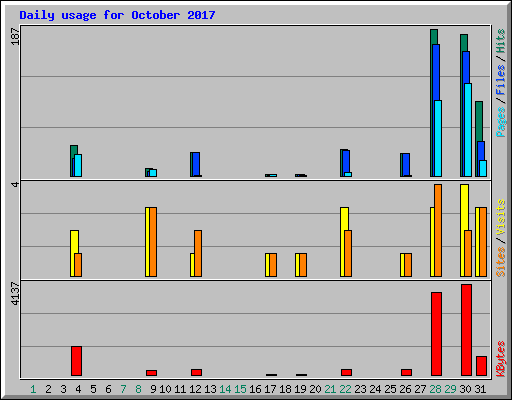 Daily usage for October 2017
187
Pages / Files / Hits
4
Sites / Visits
4137
KBytes
1 2 3 4 5 6 7 8 9 10 11 12 13 14 15 16 17 18 19 20 21 22 23 24 25 26 27 28 29 30 31